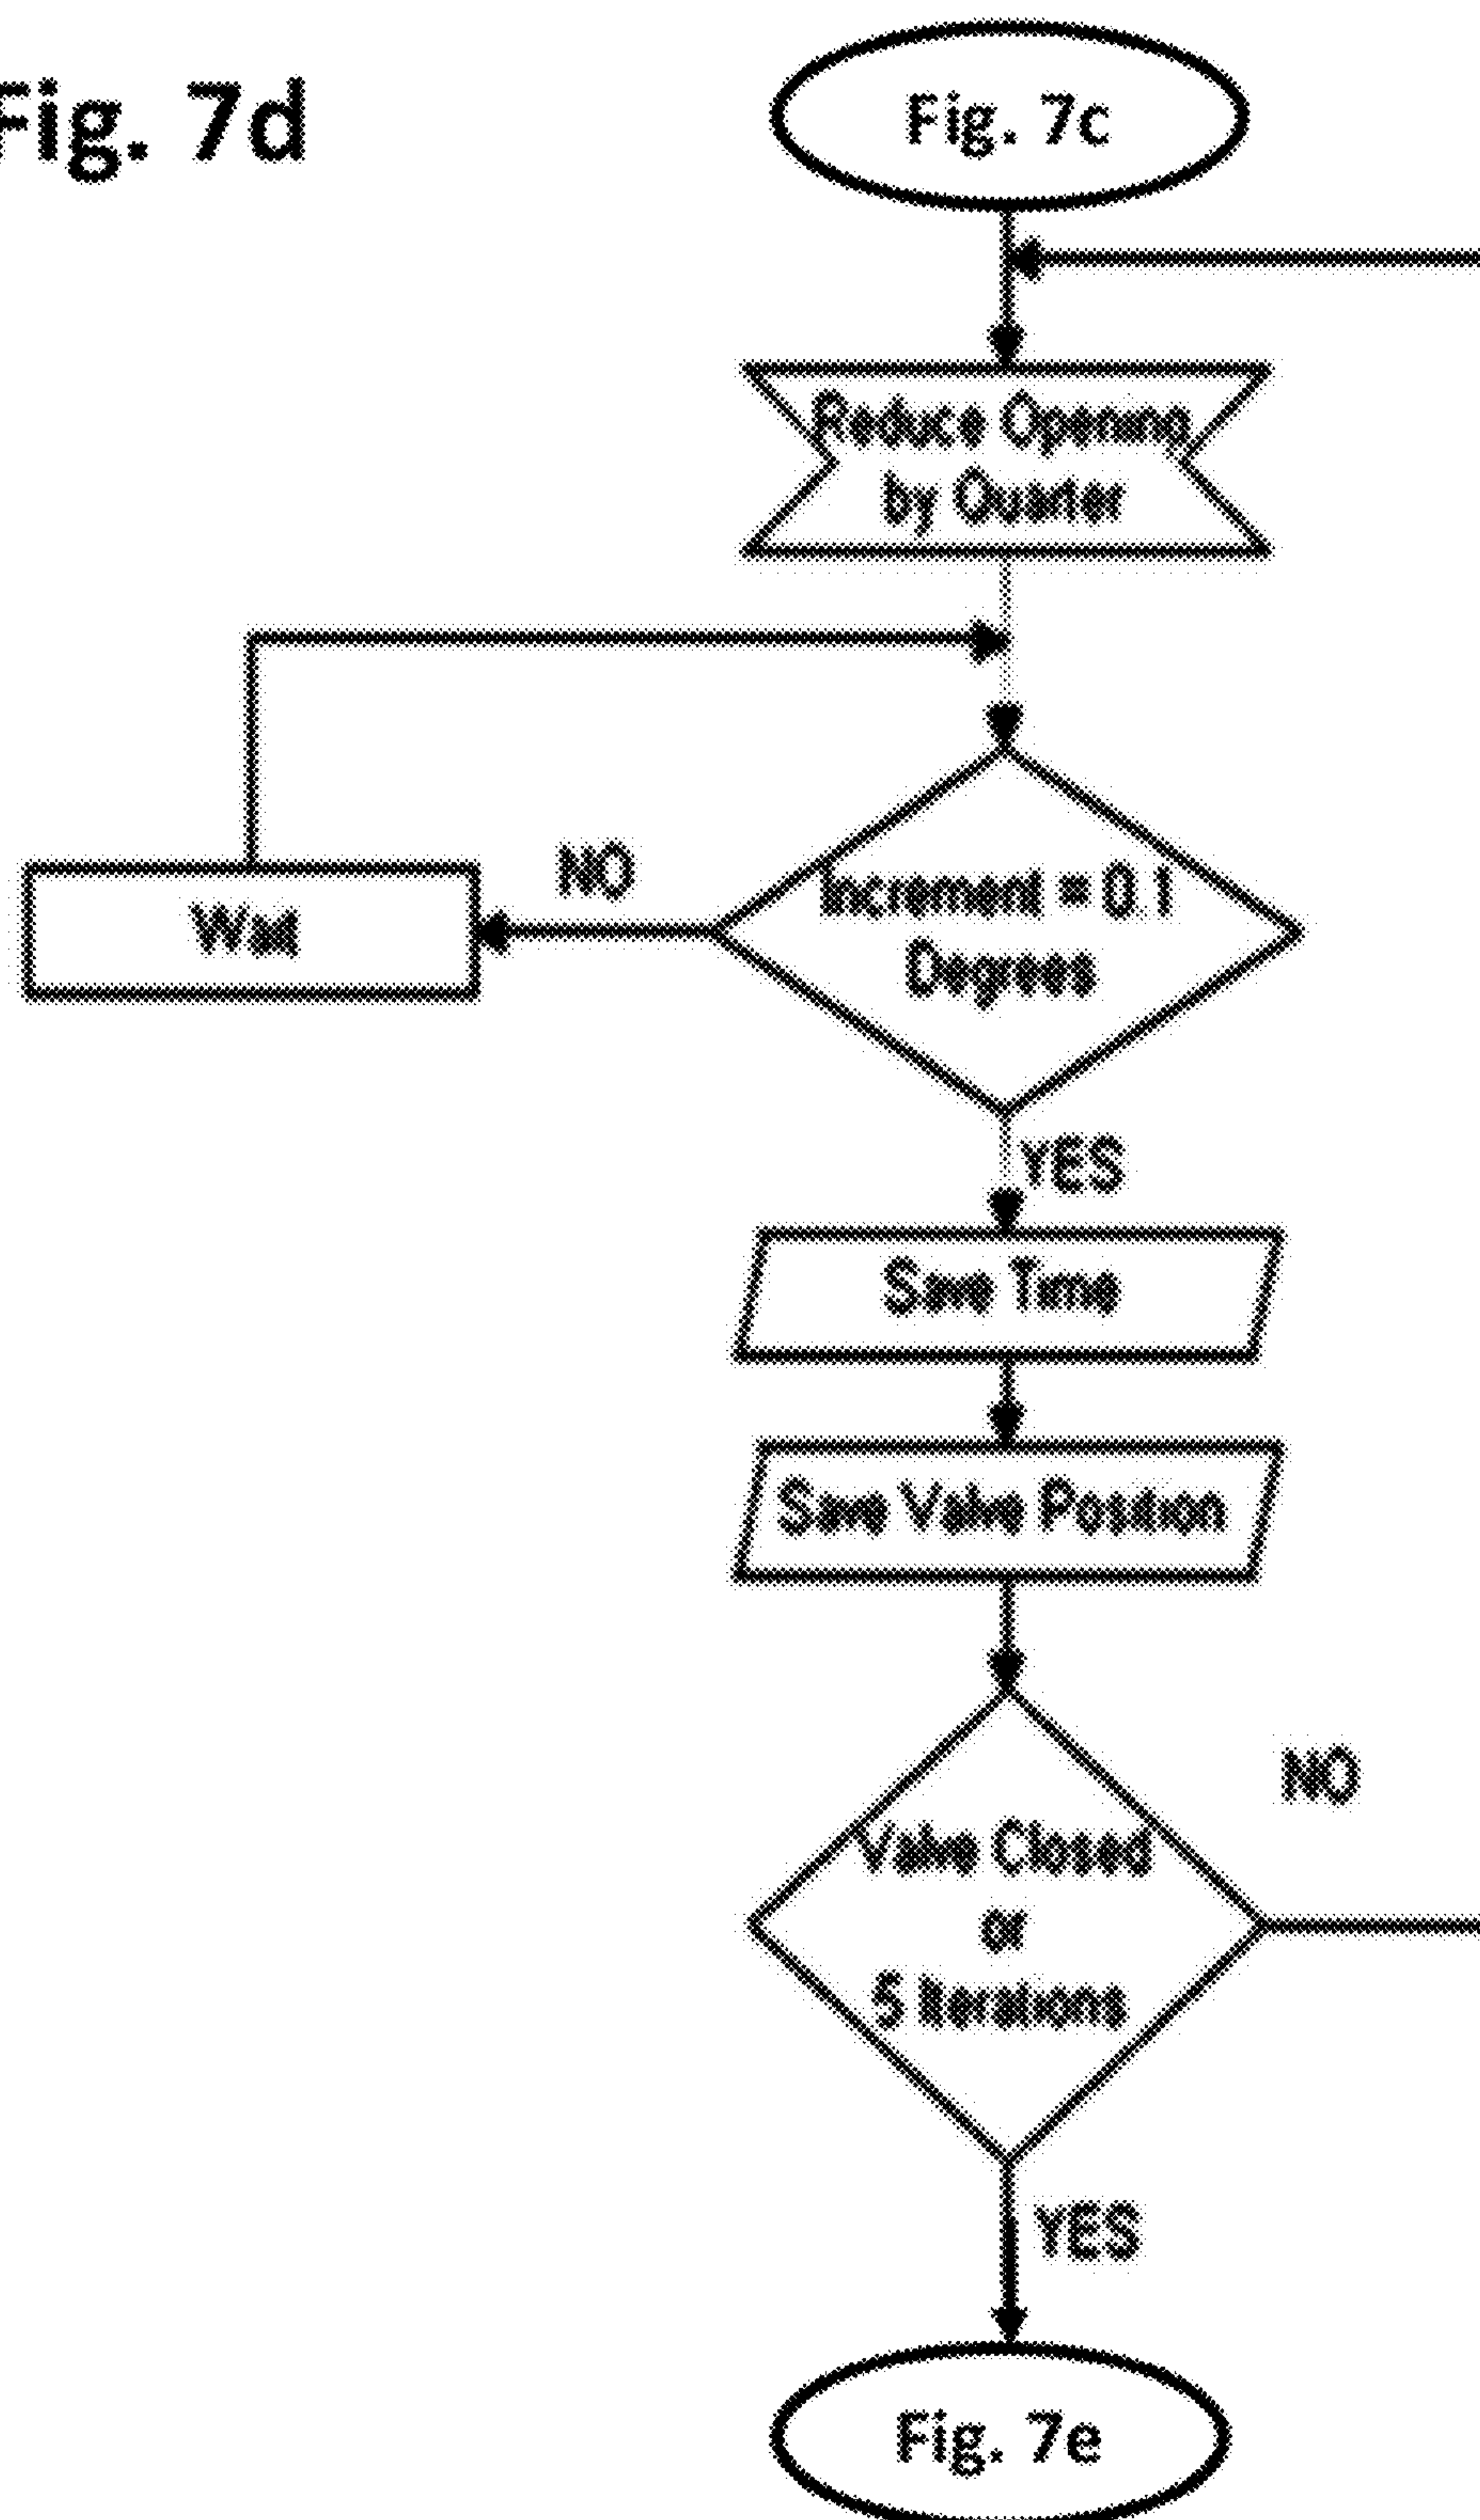 Fig. 7d
Fig. 7c
Reduce Opening
by Quarter
NO
Increment = 0.1
Degrees
Wait
YES
Save Time
Save Valve Position
NO
Valve Closed
or
5 Iterations
YES
Fig. 7e